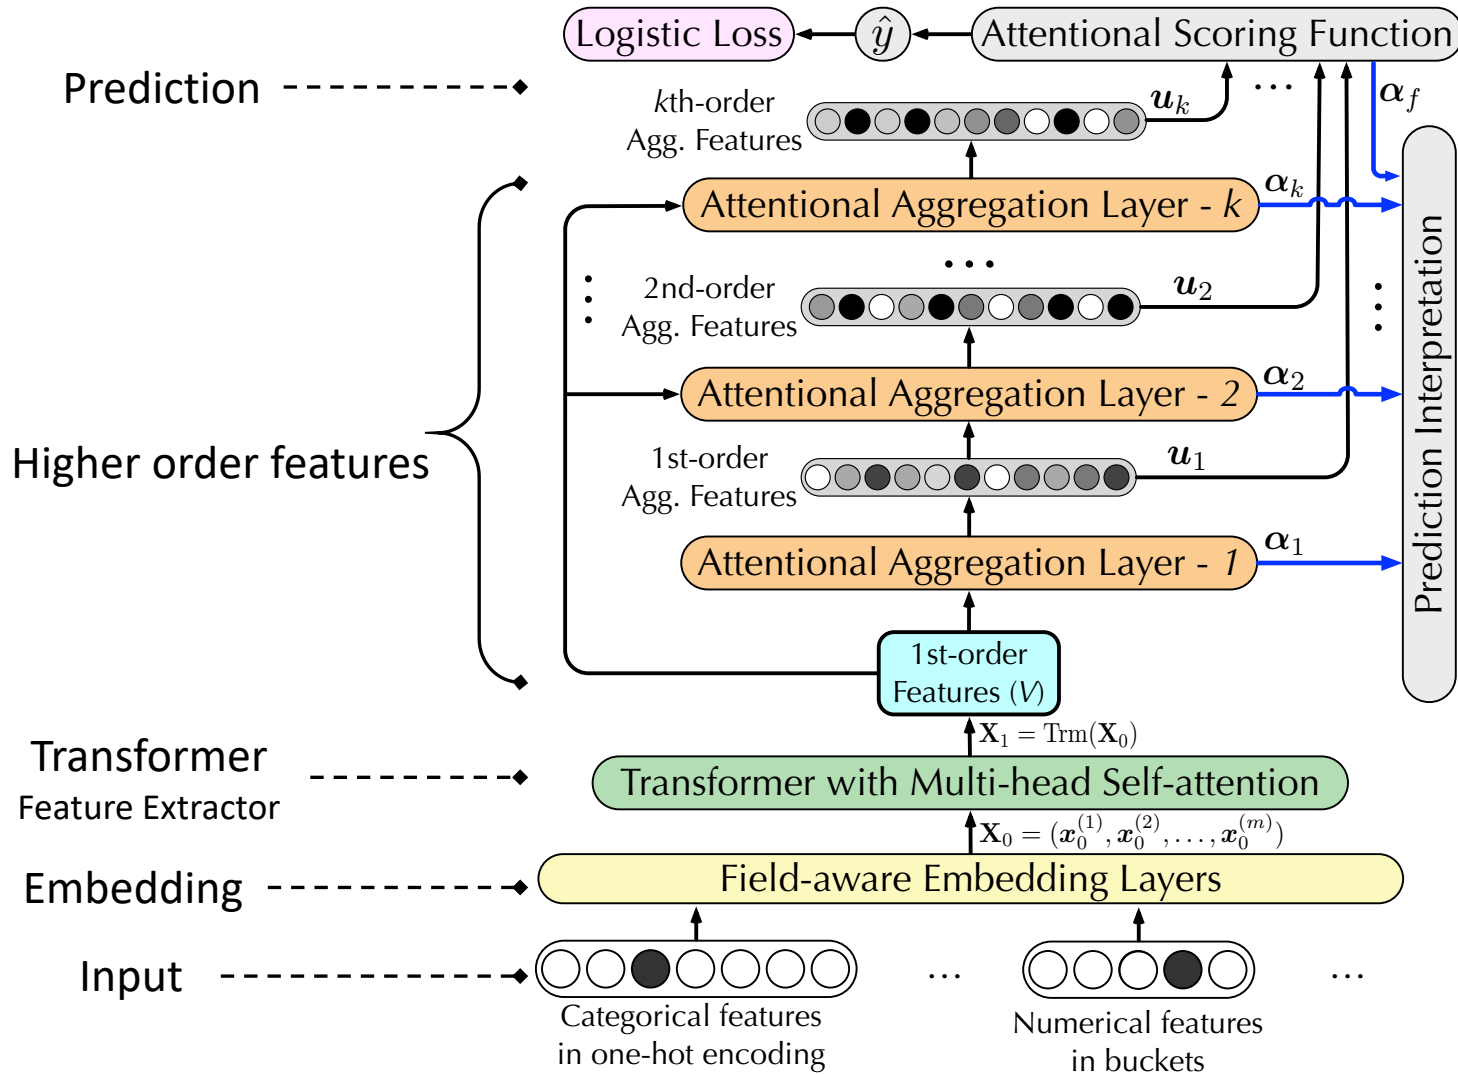 Logistic Loss
ŷ
Attentional Scoring Function
Prediction
kth-order
Agg. Features
u_k
...
α_f
Attentional Aggregation Layer - k
α_k
...
2nd-order
Agg. Features
u_2
Attentional Aggregation Layer - 2
α_2
Higher order features
1st-order
Agg. Features
u_1
Attentional Aggregation Layer - 1
α_1
Prediction Interpretation
1st-order
Features (V)
X_1 = Trm(X_0)
Transformer
Feature Extractor
Transformer with Multi-head Self-attention
X_0 = (x_0^(1), x_0^(2), . . . , x_0^(m))
Embedding
Field-aware Embedding Layers
Input
... ...
Categorical features
in one-hot encoding
Numerical features
in buckets